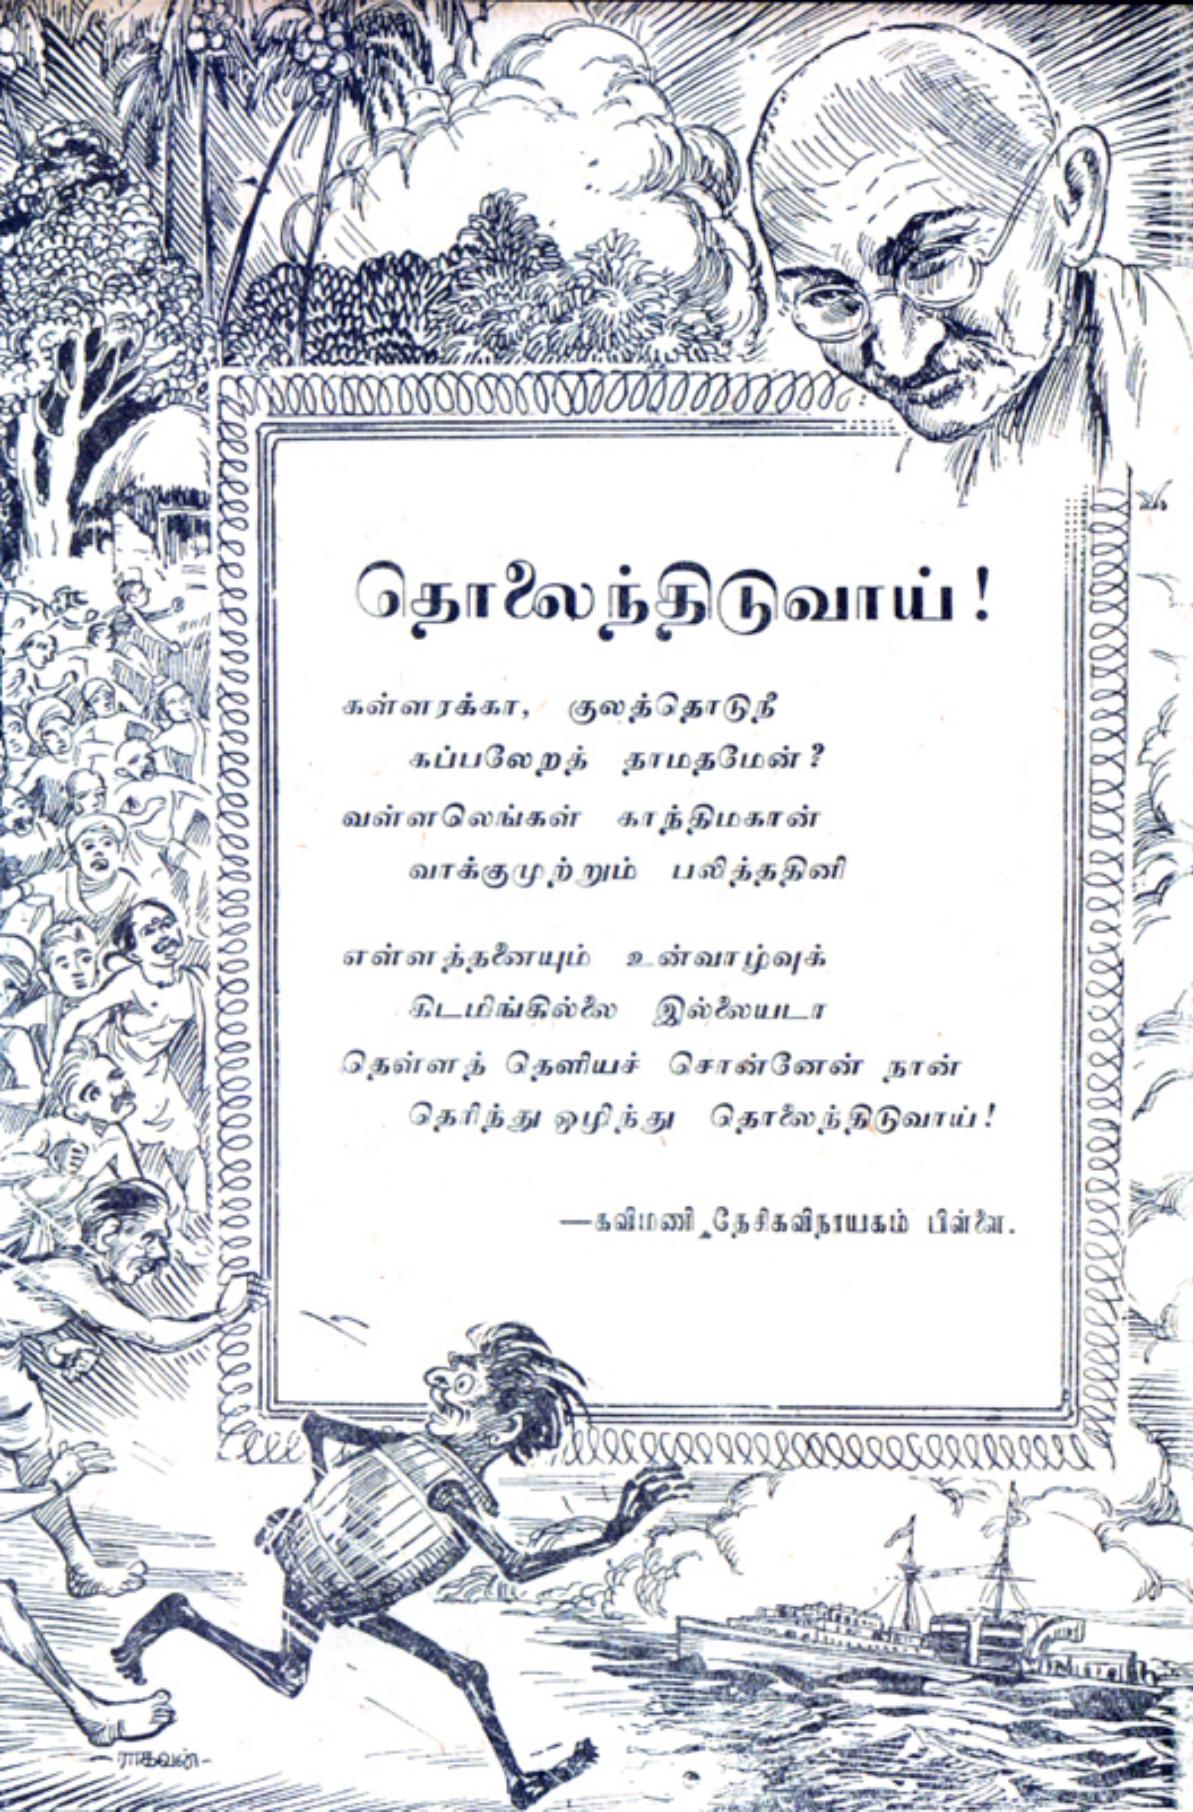 தொலைந்திடுவாய் !
கள்ளரக்கா, குலத்தொடுநீ
கப்பலேறத் தாமதமேன் ?
வள்ளலெங்கள் காந்திமகான்
வாக்குமுற்றும் பலித்ததினி
எள்ளத்தனையும் உன்வாழ்வுக்
கிடமிங்கில்லை இல்லையடா
தெள்ளத் தெளியச் சொன்னேன் நான்
தெரிந்து ஒழிந்து தொலைந்திடுவாய் !
—கவிமணி தேசிகவிநாயகம் பிள்ளை.
–ராகவன்–